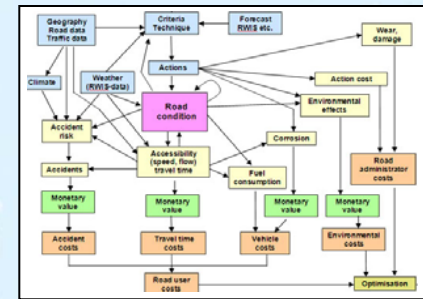 Geography
Road data
Traffic data
Criteria
Technique
Forecast
RWIS etc.
Wear,
damage
Climate
Weather
(RWIS-data)
Actions
Action cost
Road
condition
Environmental
effects
Accident
risk
Corrosion
Accessibility
(speed, flow)
travel time
Accidents
Fuel
consumption
Road
administrator
costs
Monetary
value
Monetary
value
Monetary
value
Monetary
value
Accident
costs
Travel time
costs
Vehicle
costs
Environmental
costs
Road user
costs
Optimisation